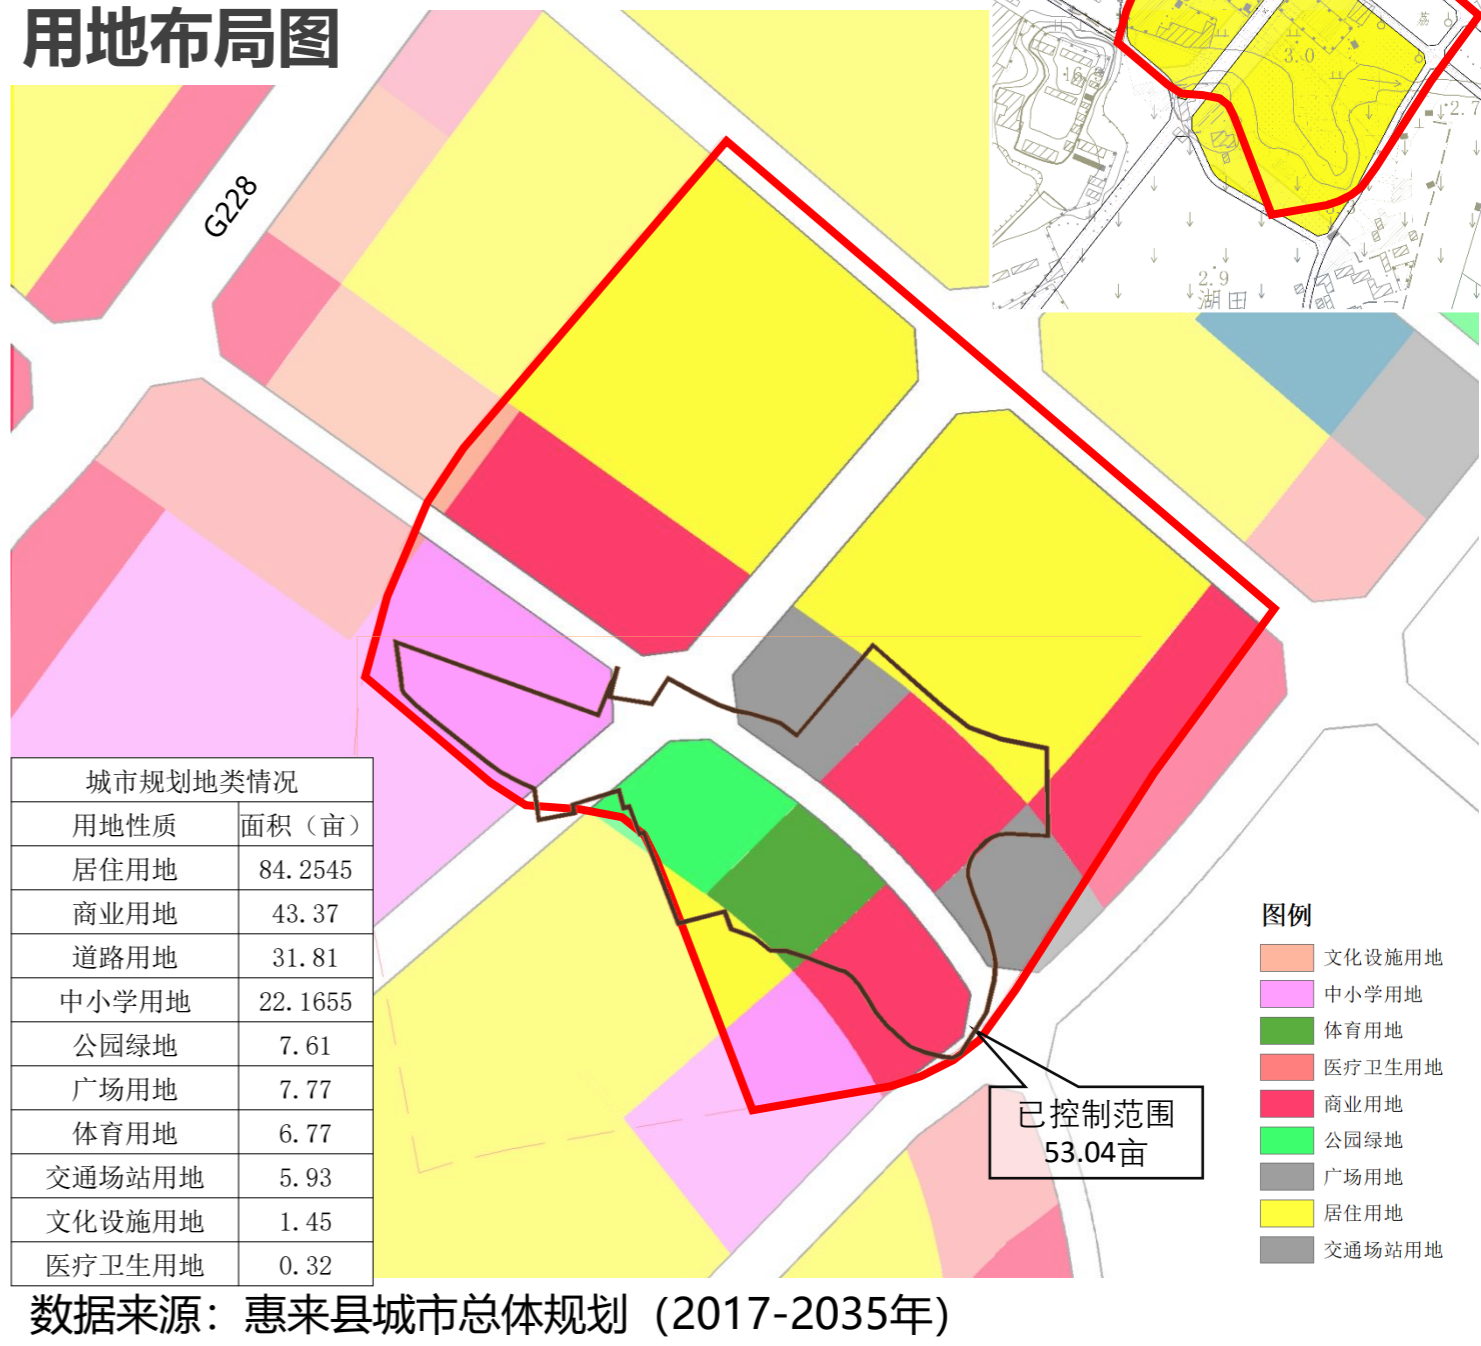 用地布局图
G228
3.0
2.7
2.9
湖田
城市规划地类情况
用地性质 面积（亩）
居住用地 84.2545
商业用地 43.37
道路用地 31.81
中小学用地 22.1655
公园绿地 7.61
广场用地 7.77
体育用地 6.77
交通场站用地 5.93
文化设施用地 1.45
医疗卫生用地 0.32
已控制范围
53.04亩
图例
文化设施用地
中小学用地
体育用地
医疗卫生用地
商业用地
公园绿地
广场用地
居住用地
交通场站用地
数据来源：惠来县城市总体规划（2017-2035年）